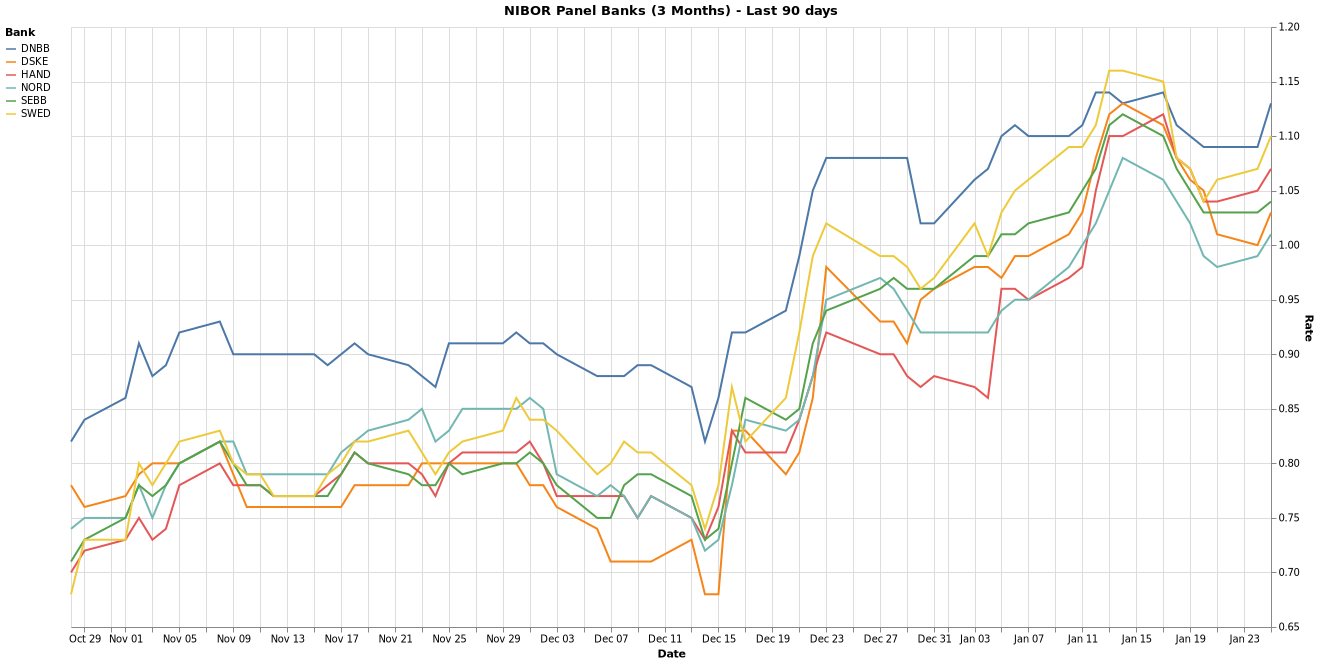 NIBOR Panel Banks (3 Months) - Last 90 days
Bank
DNBB
DSKE
HAND
NORD
SEBB
SWED
1.20
1.15
1.10
1.05
1.00
0.95
0.90
0.85
0.80
0.75
0.70
0.65
Rate
Oct 29 Nov 01 Nov 05 Nov 09 Nov 13 Nov 17 Nov 21 Nov 25 Nov 29 Dec 03 Dec 07 Dec 11 Dec 15 Dec 19 Dec 23 Dec 27 Dec 31 Jan 03 Jan 07 Jan 11 Jan 15 Jan 19 Jan 23
Date